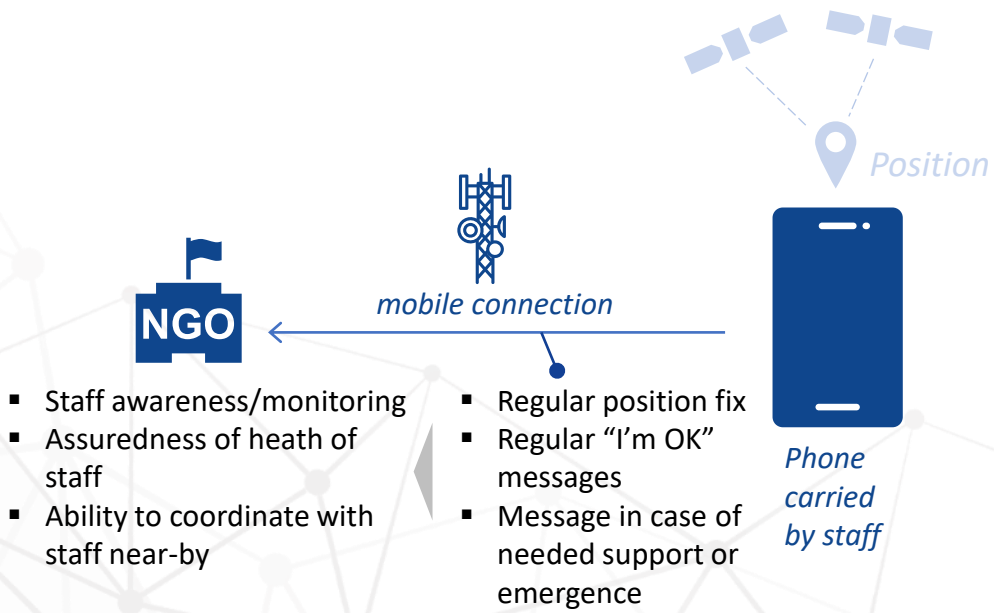 Position
mobile connection
NGO
▪ Staff awareness/monitoring
▪ Assuredness of heath of
staff
▪ Ability to coordinate with
staff near-by
▪ Regular position fix
▪ Regular “I’m OK”
messages
▪ Message in case of
needed support or
emergence
Phone
carried
by staff